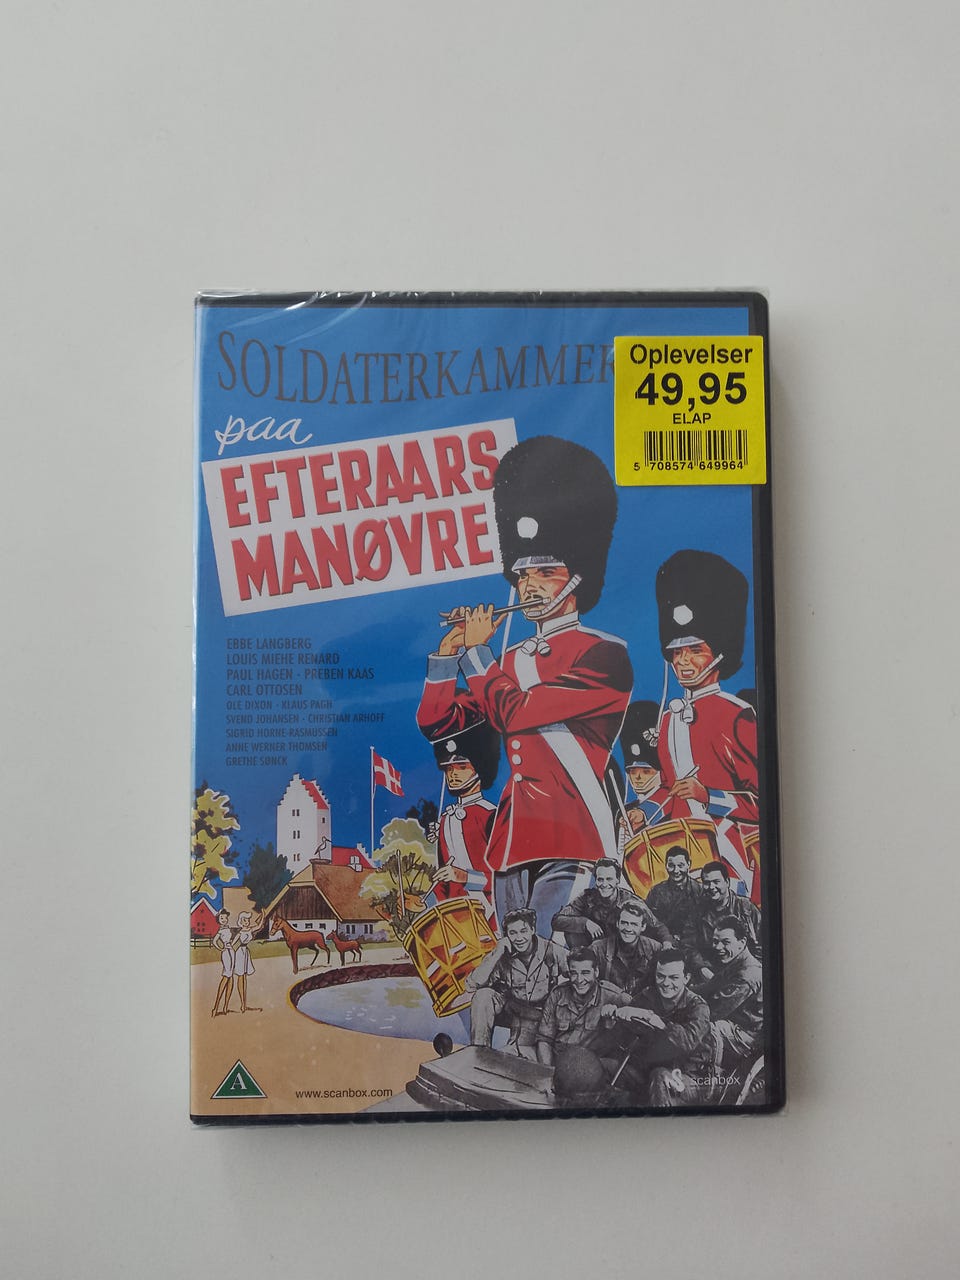 SOLDATERKAMMER
paa
EFTERAARS
MANØVRE
Oplevelser
49,95
ELAP
5 708574 649964
EBBE LANGBERG
LOUIS MIEHE RENARD
PAUL HAGEN · PREBEN KAAS
CARL OTTOSEN
OLE DIXON · KLAUS PAGH
SVEND JOHANSEN · CHRISTIAN ARHOFF
SIGRID HORNE-RASMUSSEN
ANNE WERNER THOMSEN
GRETHE SØNCK
A
www.scanbox.com
scanbox